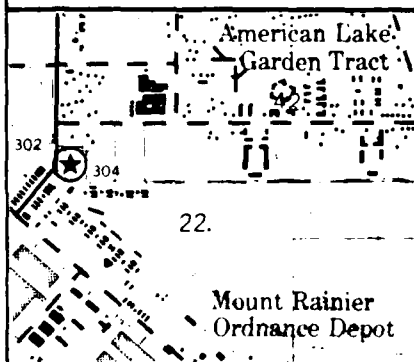 American Lake
Garden Tract
42
302
304
22.
Mount Rainier
Ordnance Depot